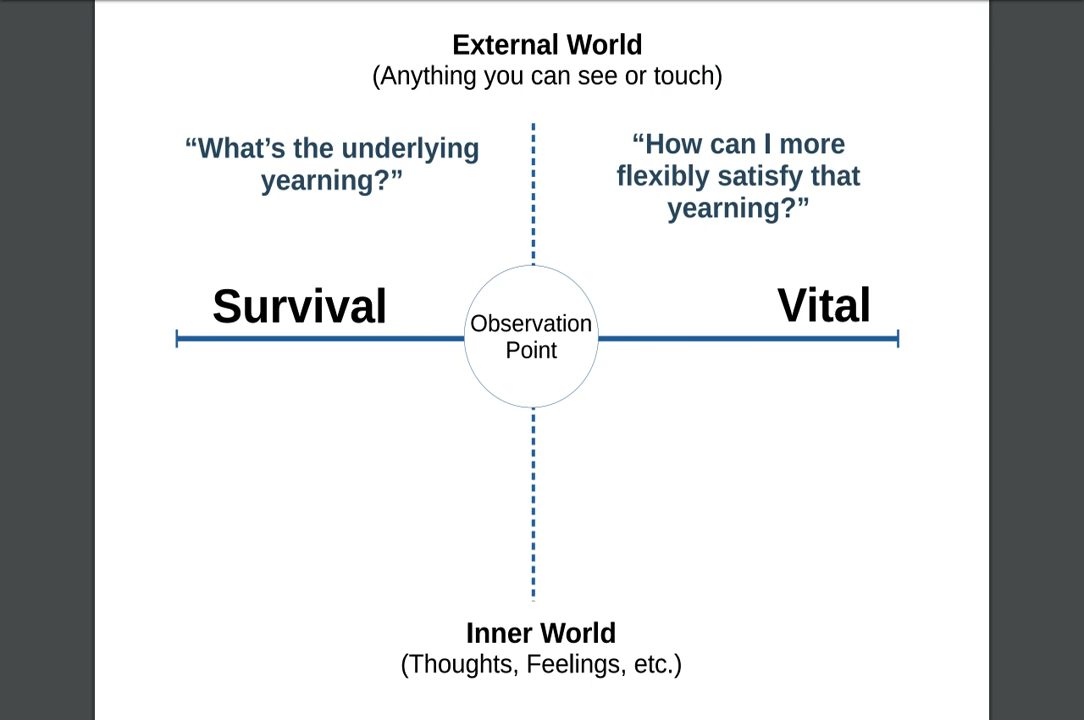 External World
(Anything you can see or touch)
“What’s the underlying
yearning?”
“How can I more
flexibly satisfy that
yearning?”
Survival
Vital
Observation
Point
Inner World
(Thoughts, Feelings, etc.)